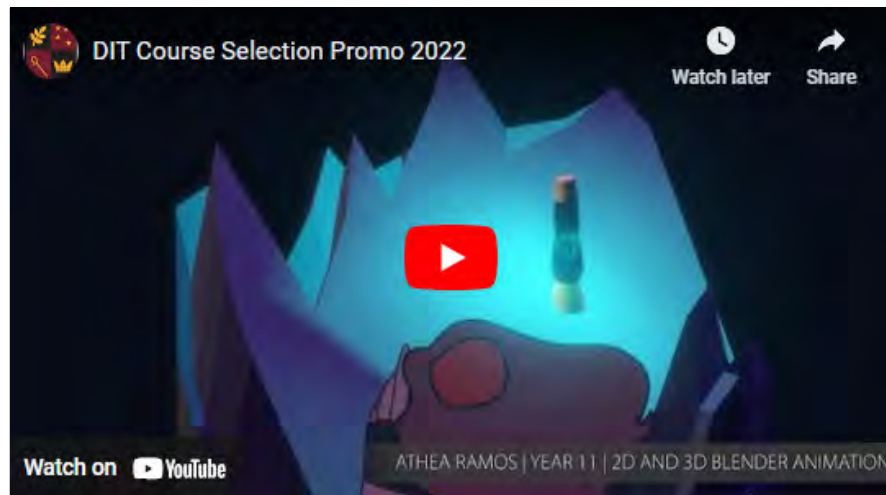 DIT Course Selection Promo 2022
Watch later
Share
Watch on YouTube
ATHEA RAMOS | YEAR 11 | 2D AND 3D BLENDER ANIMATION